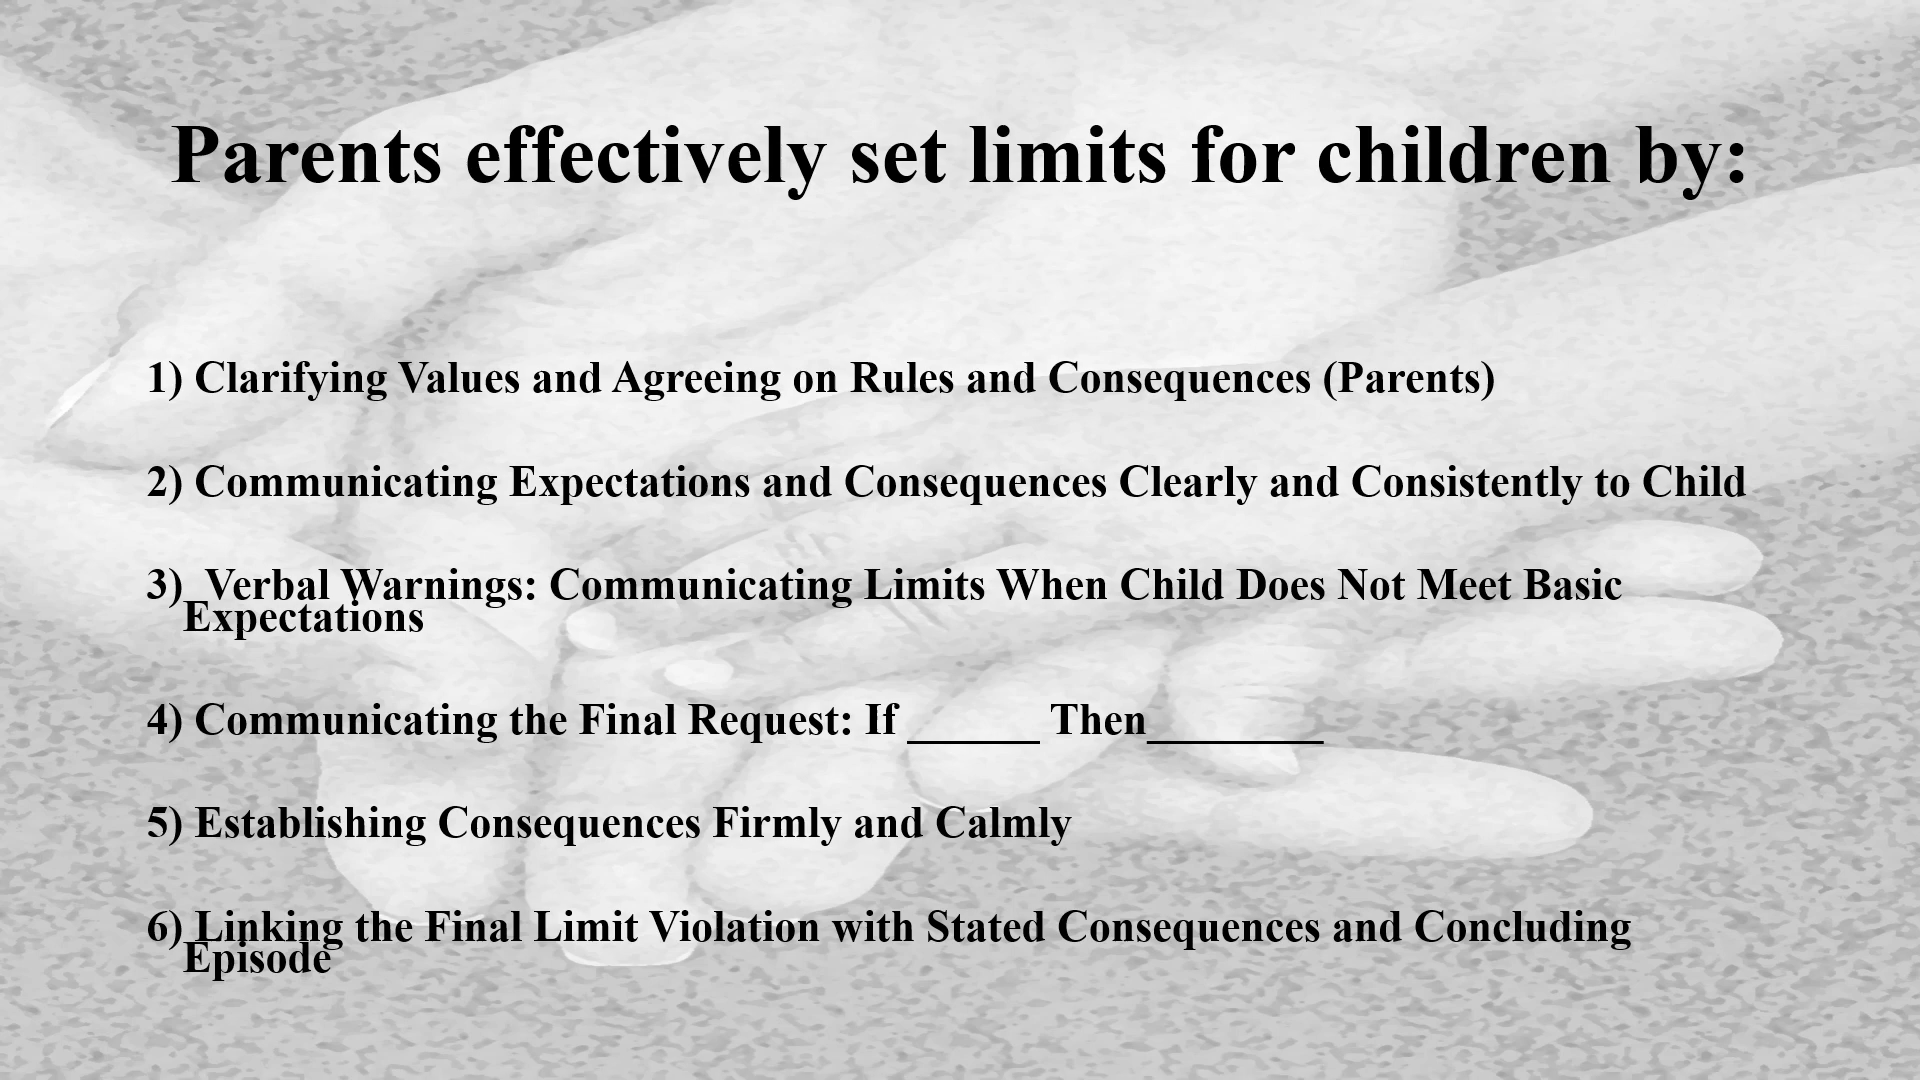 Parents effectively set limits for children by:
1) Clarifying Values and Agreeing on Rules and Consequences (Parents)
2) Communicating Expectations and Consequences Clearly and Consistently to Child
3)  Verbal Warnings: Communicating Limits When Child Does Not Meet Basic
Expectations
4) Communicating the Final Request: If ______ Then________
5) Establishing Consequences Firmly and Calmly
6) Linking the Final Limit Violation with Stated Consequences and Concluding
Episode